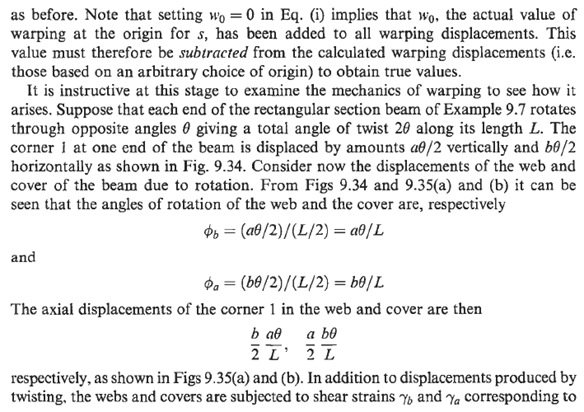 as before. Note that setting w₀ = 0 in Eq. (i) implies that w₀, the actual value of
warping at the origin for s, has been added to all warping displacements. This
value must therefore be subtracted from the calculated warping displacements (i.e.
those based on an arbitrary choice of origin) to obtain true values.
It is instructive at this stage to examine the mechanics of warping to see how it
arises. Suppose that each end of the rectangular section beam of Example 9.7 rotates
through opposite angles θ giving a total angle of twist 2θ along its length L. The
corner 1 at one end of the beam is displaced by amounts aθ/2 vertically and bθ/2
horizontally as shown in Fig. 9.34. Consider now the displacements of the web and
cover of the beam due to rotation. From Figs 9.34 and 9.35(a) and (b) it can be
seen that the angles of rotation of the web and the cover are, respectively
ϕb = (aθ/2)/(L/2) = aθ/L
and
ϕa = (bθ/2)/(L/2) = bθ/L
The axial displacements of the corner 1 in the web and cover are then
b/2 aθ/L, a/2 bθ/L
respectively, as shown in Figs 9.35(a) and (b). In addition to displacements produced by
twisting, the webs and covers are subjected to shear strains γb and γa corresponding to